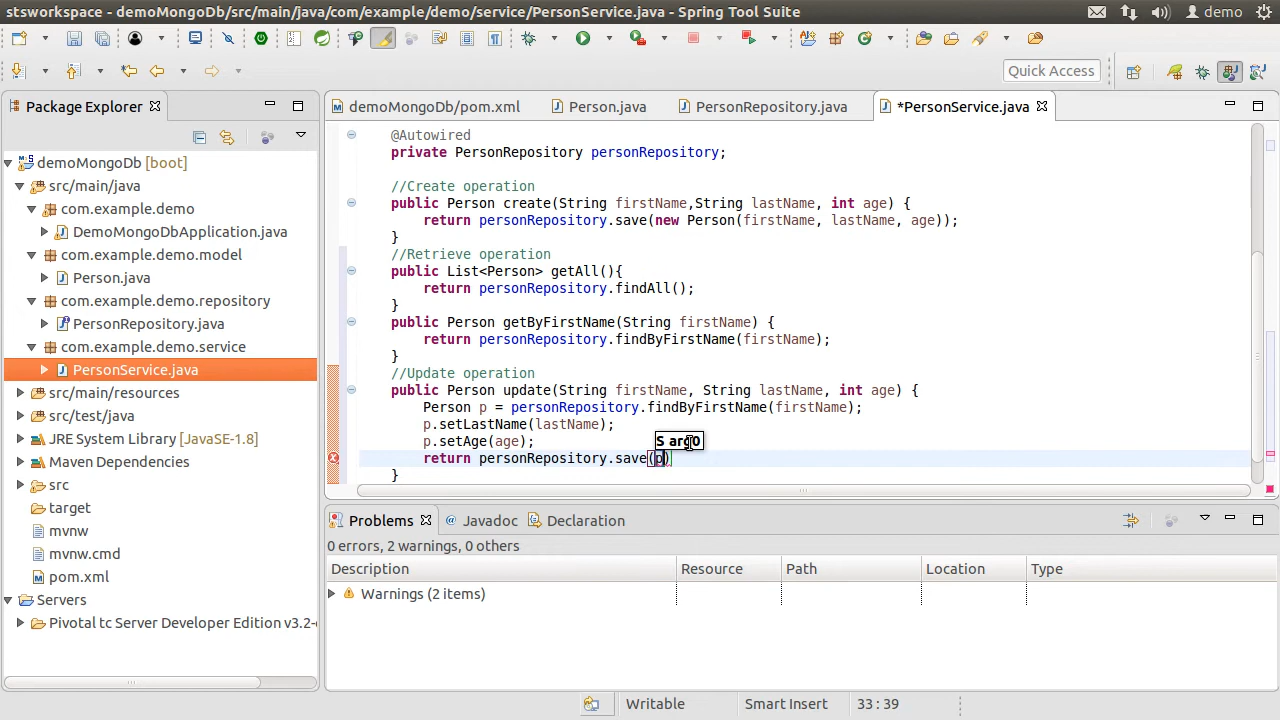 stsworkspace - demoMongoDb/src/main/java/com/example/demo/service/PersonService.java - Spring Tool Suite
demo
Quick Access
Package Explorer
demoMongoDb/pom.xml
Person.java
PersonRepository.java
*PersonService.java
demoMongoDb [boot]
src/main/java
com.example.demo
DemoMongoDbApplication.java
com.example.demo.model
Person.java
com.example.demo.repository
PersonRepository.java
com.example.demo.service
PersonService.java
src/main/resources
src/test/java
JRE System Library [JavaSE-1.8]
Maven Dependencies
src
target
mvnw
mvnw.cmd
pom.xml
Servers
Pivotal tc Server Developer Edition v3.2-
@Autowired
private PersonRepository personRepository;
//Create operation
public Person create(String firstName,String lastName, int age) {
return personRepository.save(new Person(firstName, lastName, age));
}
//Retrieve operation
public List<Person> getAll(){
return personRepository.findAll();
}
public Person getByFirstName(String firstName) {
return personRepository.findByFirstName(firstName);
}
//Update operation
public Person update(String firstName, String lastName, int age) {
Person p = personRepository.findByFirstName(firstName);
p.setLastName(lastName);
p.setAge(age);
S arg0
return personRepository.save(p)
}
Problems
@ Javadoc
Declaration
0 errors, 2 warnings, 0 others
Description
Resource
Path
Location
Type
Warnings (2 items)
Writable
Smart Insert
33 : 39